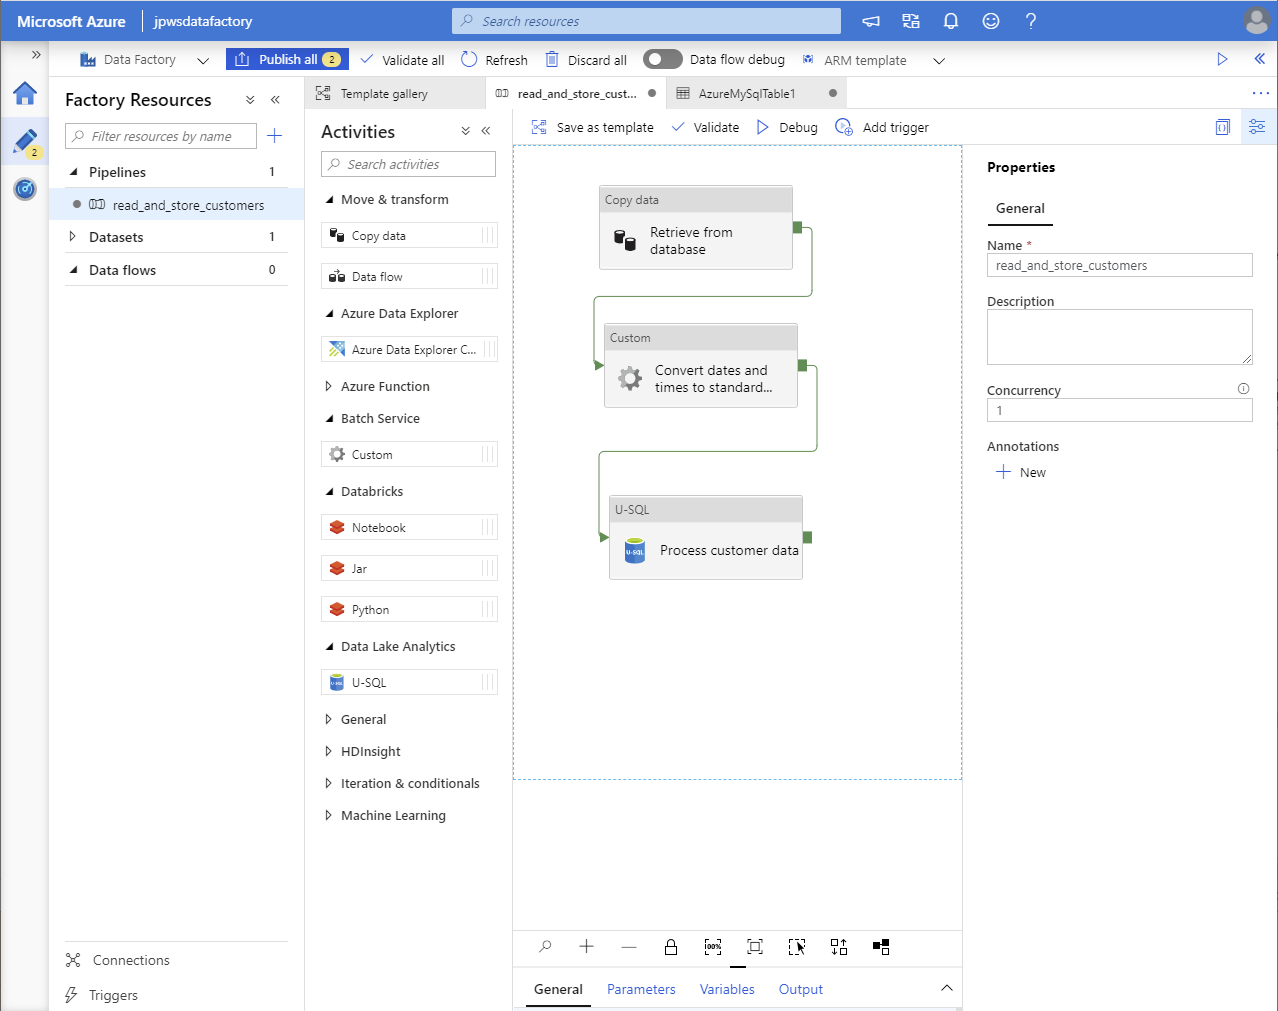 Microsoft Azure
jpwsdatafactory
Search resources
Data Factory
Publish all 2
Validate all
Refresh
Discard all
Data flow debug
ARM template
2
Factory Resources
Filter resources by name
Pipelines 1
read_and_store_customers
Datasets 1
Data flows 0
Connections
Triggers
Template gallery
read_and_store_cust...
AzureMySqlTable1
Activities
Search activities
Move & transform
Copy data
Data flow
Azure Data Explorer
Azure Data Explorer C...
Azure Function
Batch Service
Custom
Databricks
Notebook
Jar
Python
Data Lake Analytics
U-SQL
U-SQL
General
HDInsight
Iteration & conditionals
Machine Learning
Save as template
Validate
Debug
Add trigger
Copy data
Retrieve from
database
Custom
Convert dates and
times to standard...
U-SQL
U-SQL
Process customer data
100%
General
Parameters
Variables
Output
Properties
General
Name *
read_and_store_customers
Description
Concurrency
1
Annotations
New